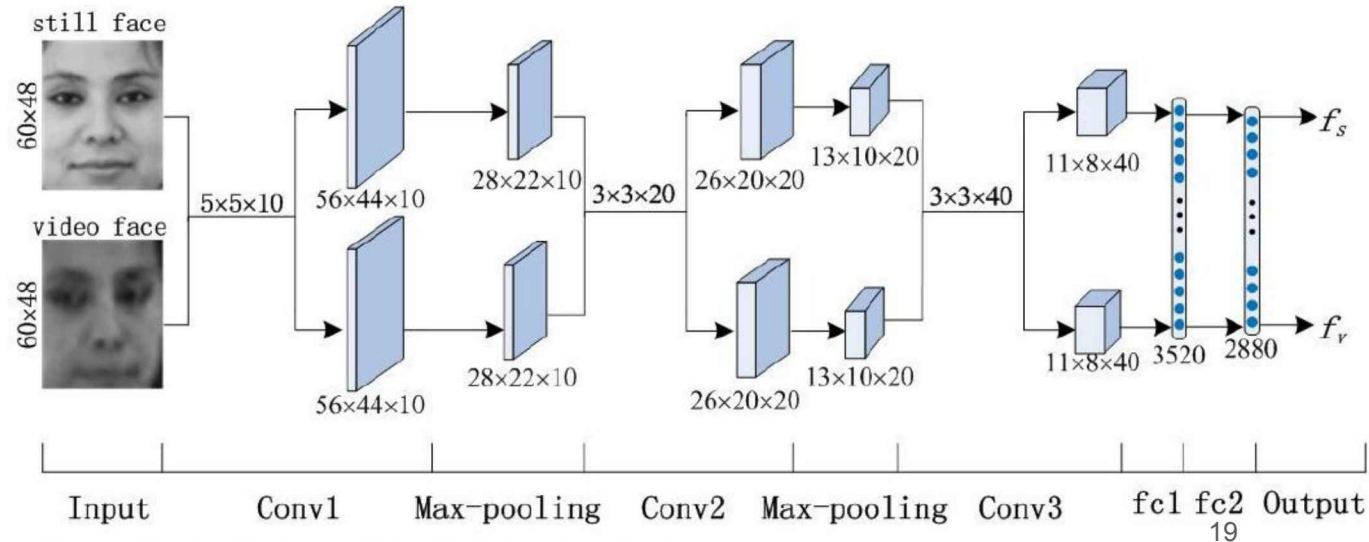 still face
60×48
5×5×10
56×44×10
28×22×10
3×3×20
26×20×20
13×10×20
3×3×40
11×8×40
fₛ
video face
60×48
56×44×10
28×22×10
26×20×20
13×10×20
11×8×40
3520
2880
fᵥ
Input
Conv1
Max-pooling
Conv2
Max-pooling
Conv3
fc1
fc2
Output
19